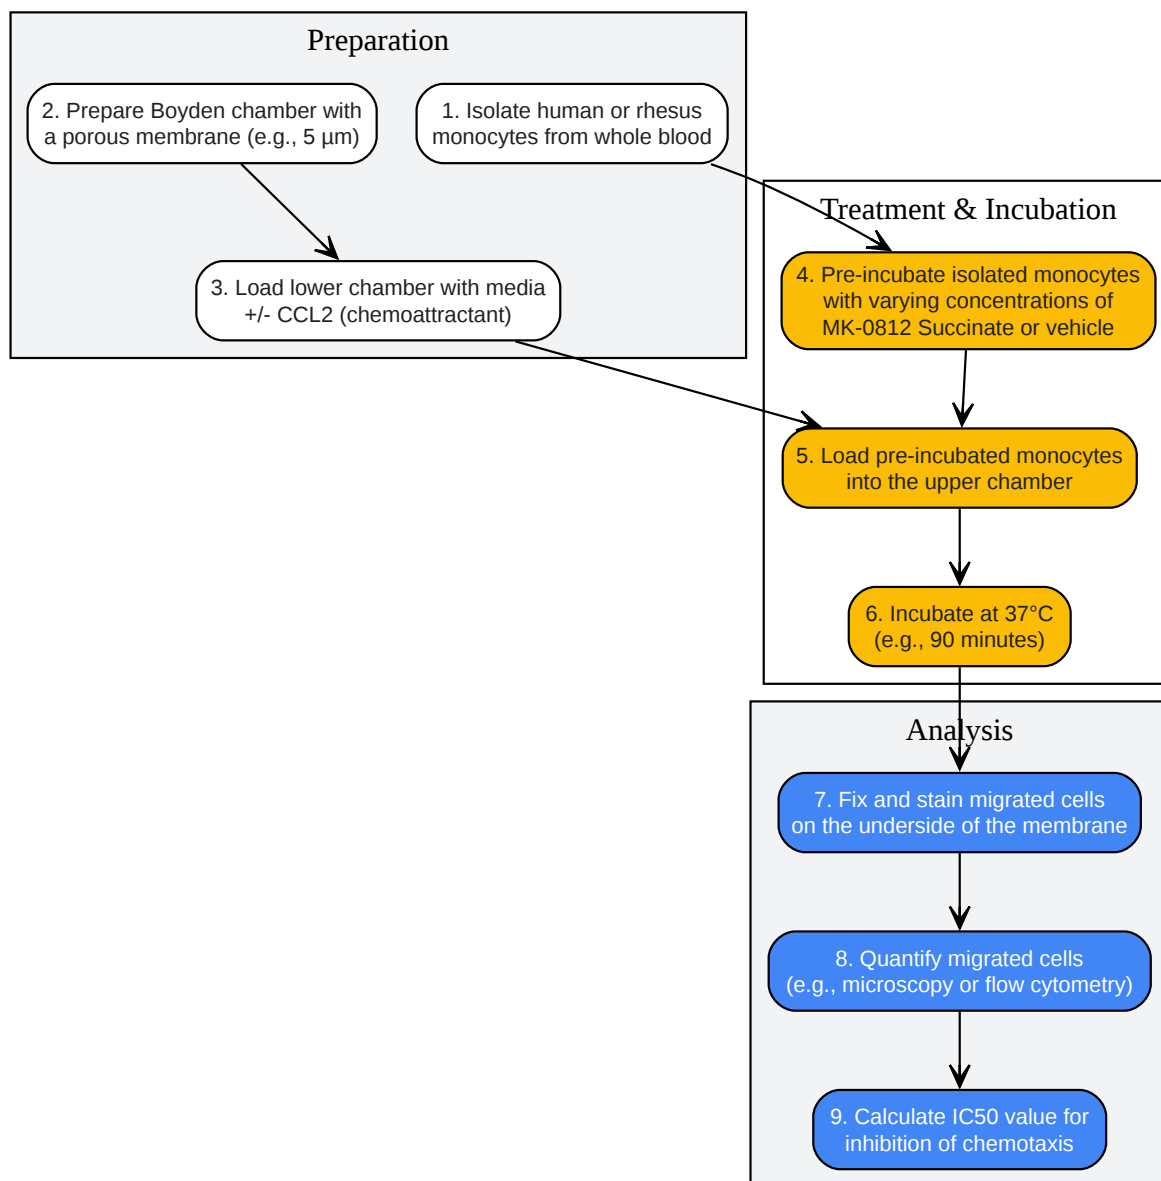 Preparation
2. Prepare Boyden chamber with
a porous membrane (e.g., 5 µm)
1. Isolate human or rhesus
monocytes from whole blood
3. Load lower chamber with media
+/- CCL2 (chemoattractant)
Treatment & Incubation
4. Pre-incubate isolated monocytes
with varying concentrations of
MK-0812 Succinate or vehicle
5. Load pre-incubated monocytes
into the upper chamber
6. Incubate at 37°C
(e.g., 90 minutes)
Analysis
7. Fix and stain migrated cells
on the underside of the membrane
8. Quantify migrated cells
(e.g., microscopy or flow cytometry)
9. Calculate IC50 value for
inhibition of chemotaxis